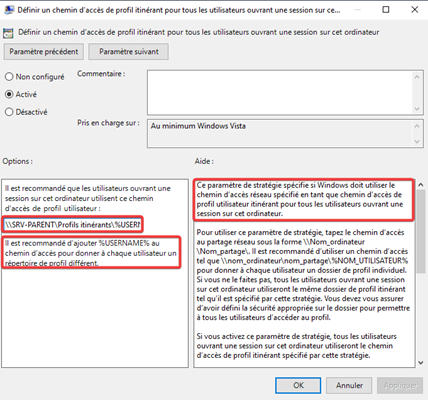 Définir un chemin d'accès de profil itinérant pour tous les utilisateurs ouvrant une session sur cet...
Définir un chemin d'accès de profil itinérant pour tous les utilisateurs ouvrant une session sur cet ordinateur
Paramètre précédent
Paramètre suivant
Non configuré
Activé
Désactivé
Commentaire :
Pris en charge sur :
Au minimum Windows Vista
Options :
Aide :
Il est recommandé que les utilisateurs ouvrant une
session sur cet ordinateur utilisent ce chemin
d'accès de profil utilisateur :
\\SRV-PARENT\Profils itinérants\%USERN
Il est recommandé d'ajouter %USERNAME% au
chemin d'accès pour donner à chaque utilisateur un
répertoire de profil différent.
Ce paramètre de stratégie spécifie si Windows doit utiliser le
chemin d'accès réseau spécifié en tant que chemin d'accès de
profil utilisateur itinérant pour tous les utilisateurs ouvrant une
session sur cet ordinateur.
Pour utiliser ce paramètre de stratégie, tapez le chemin d'accès
au partage réseau sous la forme \\Nom_ordinateur
\Nom_partage\. Il est recommandé d'utiliser un chemin d'accès
tel que \\nom_ordinateur\nom_partage\%NOM_UTILISATEUR%
pour donner à chaque utilisateur un dossier de profil individuel.
Si vous ne le faites pas, tous les utilisateurs ouvrant une session
sur cet ordinateur utiliseront le même dossier de profil itinérant
tel qu'il est spécifié par cette stratégie. Vous devez vous assurer
d'avoir défini la sécurité appropriée sur le dossier pour permettre
à tous les utilisateurs d'accéder au profil.
Si vous activez ce paramètre de stratégie, tous les utilisateurs
ouvrant une session sur cet ordinateur utiliseront le chemin
d'accès de profil itinérant spécifié par cette stratégie.
OK
Annuler
Appliquer